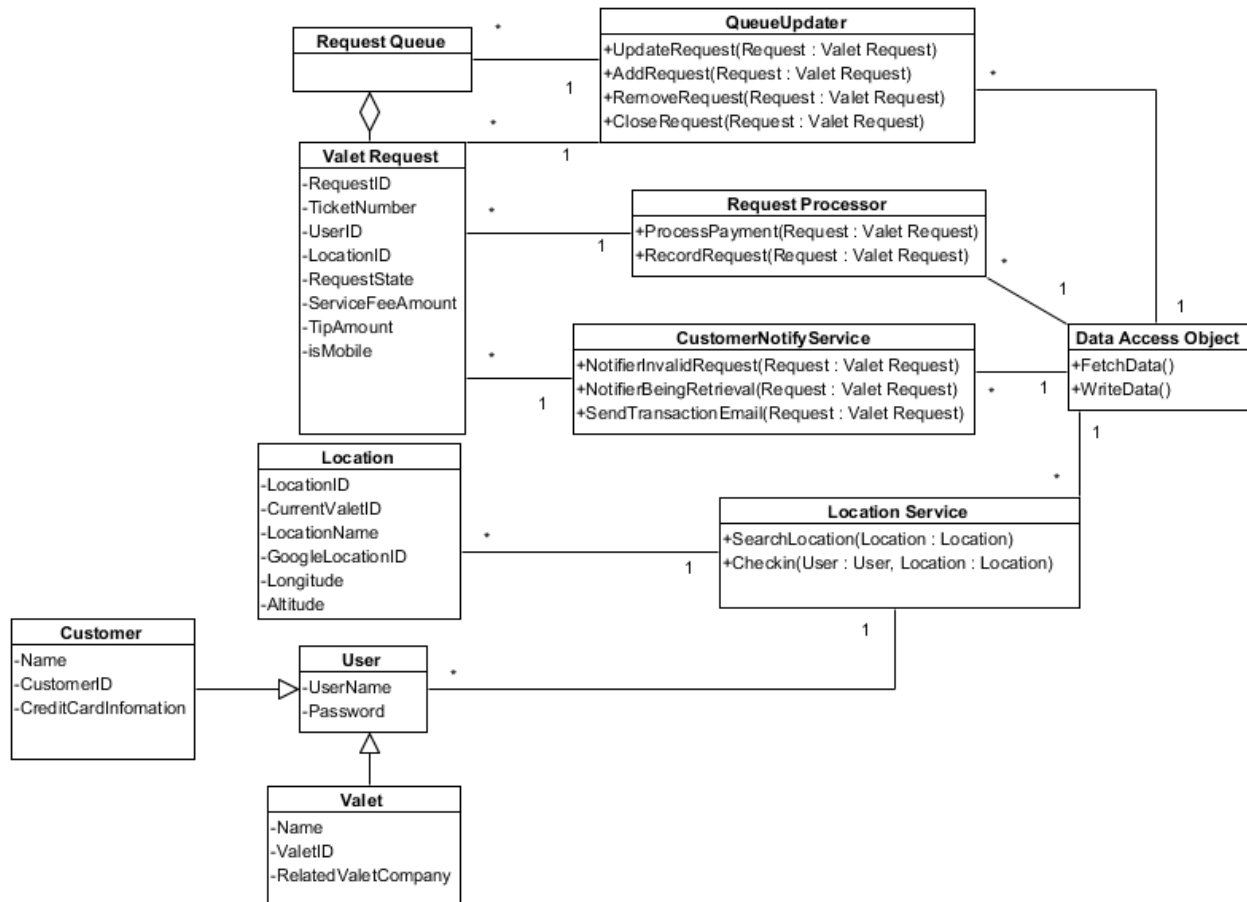 Request Queue
*
1
QueueUpdater
+UpdateRequest(Request : Valet Request)
+AddRequest(Request : Valet Request)
+RemoveRequest(Request : Valet Request)
+CloseRequest(Request : Valet Request)
*
1
*
1
Valet Request
-RequestID
-TicketNumber
-UserID
-LocationID
-RequestState
-ServiceFeeAmount
-TipAmount
-isMobile
*
1
Request Processor
+ProcessPayment(Request : Valet Request)
+RecordRequest(Request : Valet Request)
*
1
*
1
CustomerNotifyService
+NotifierInvalidRequest(Request : Valet Request)
+NotifierBeingRetrieval(Request : Valet Request)
+SendTransactionEmail(Request : Valet Request)
*
1
Data Access Object
+FetchData()
+WriteData()
1
*
Location
-LocationID
-CurrentValetID
-LocationName
-GoogleLocationID
-Longitude
-Altitude
*
1
Location Service
+SearchLocation(Location : Location)
+Checkin(User : User, Location : Location)
1
*
Customer
-Name
-CustomerID
-CreditCardInfomation
User
-UserName
-Password
Valet
-Name
-ValetID
-RelatedValetCompany